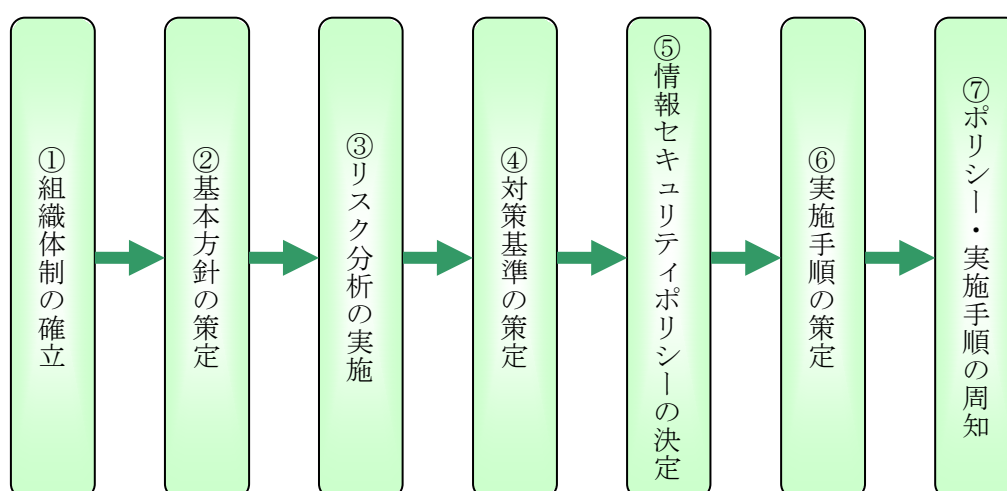 ①組織体制の確立
②基本方針の策定
③リスク分析の実施
④対策基準の策定
⑤情報セキュリティポリシーの決定
⑥実施手順の策定
⑦ポリシー・実施手順の周知